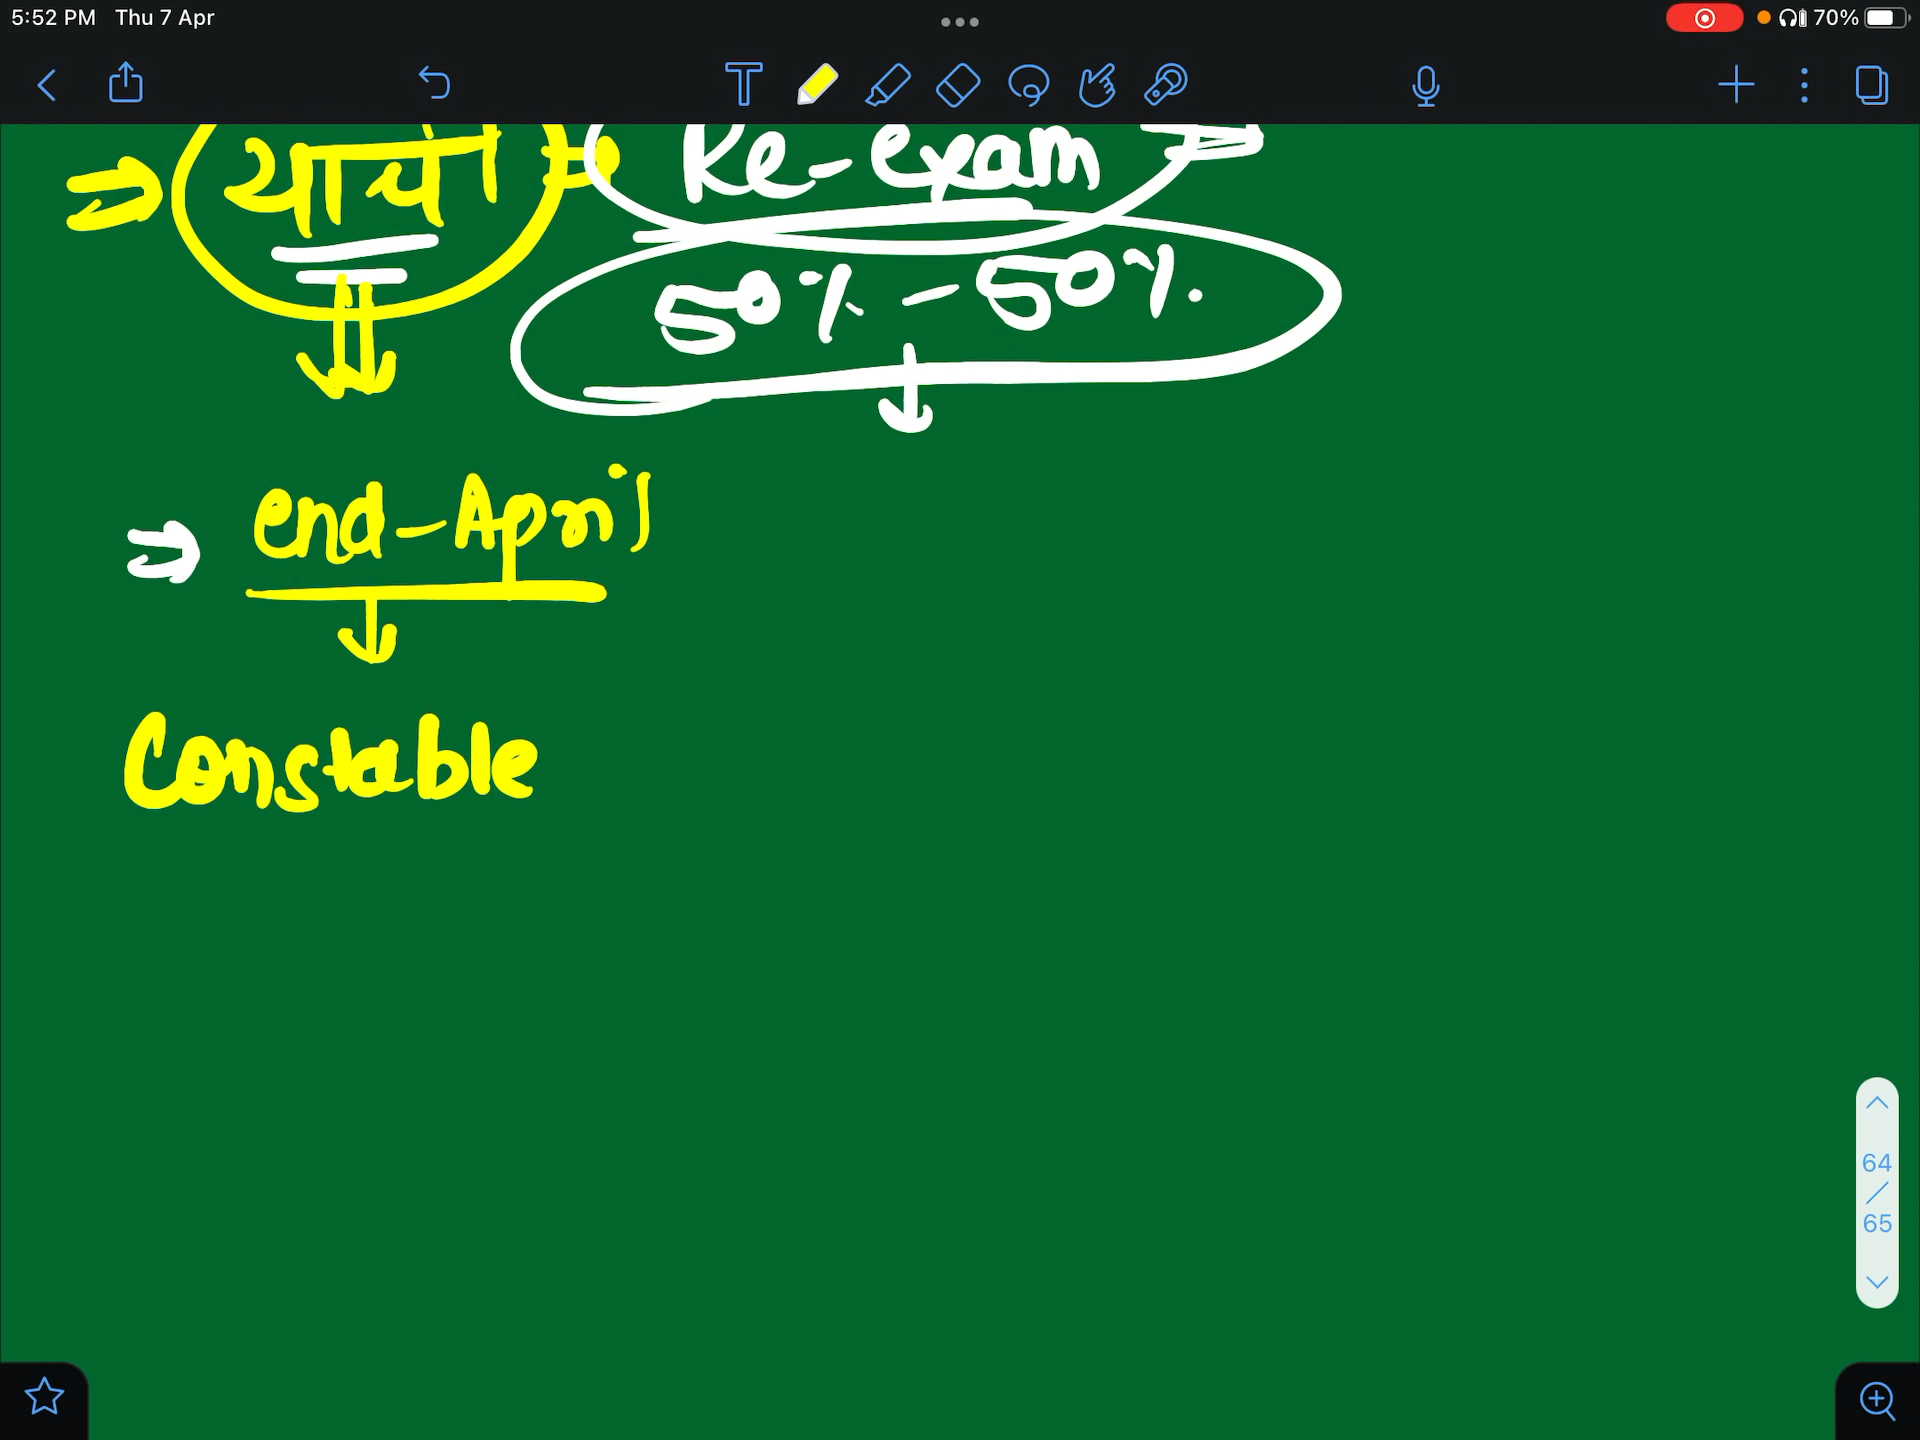 5:52 PM Thu 7 Apr
70%
Re-exam
50% - 50%.
⇒ end-April
Constable
64
/
65